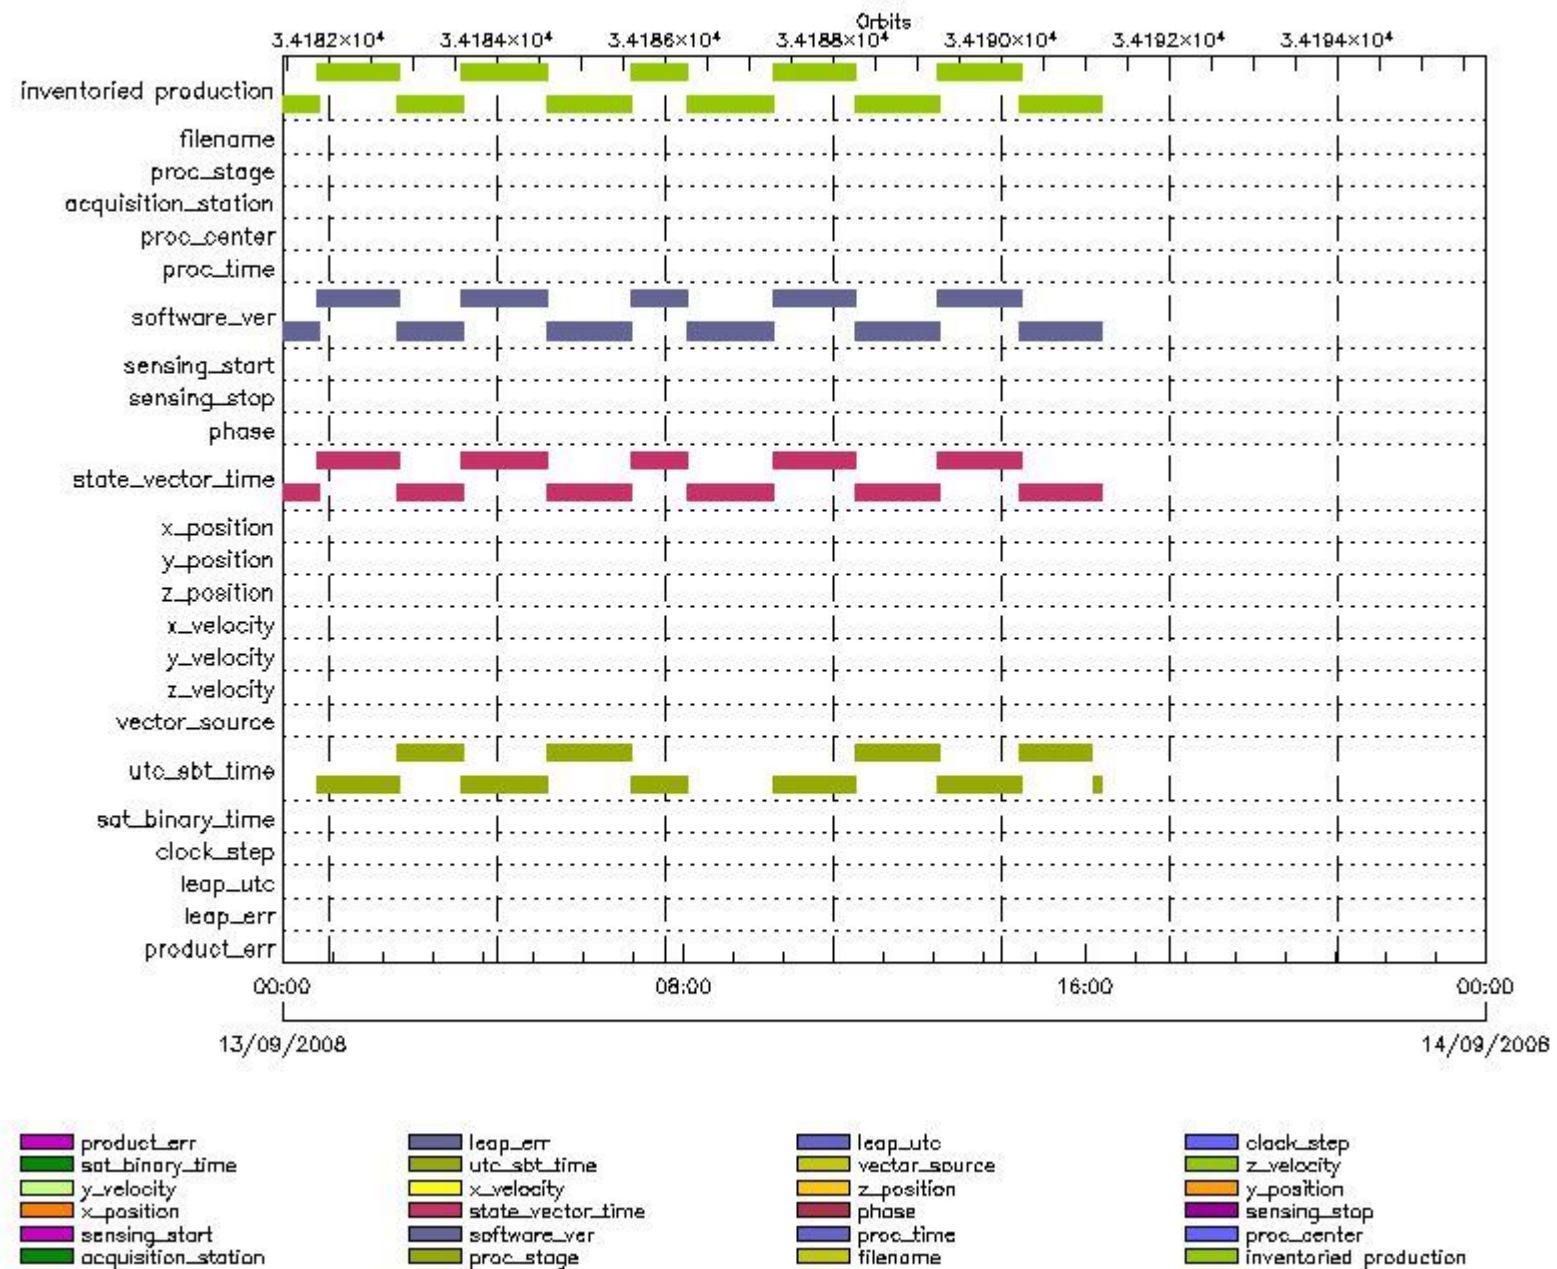 Orbits
3.4182×10⁴ 3.4184×10⁴ 3.4186×10⁴ 3.4188×10⁴ 3.4190×10⁴ 3.4192×10⁴ 3.4194×10⁴
inventoried production
filename
proc_stage
acquisition_station
proc_center
proc_time
software_ver
sensing_start
sensing_stop
phase
state_vector_time
x_position
y_position
z_position
x_velocity
y_velocity
z_velocity
vector_source
utc_sbt_time
sat_binary_time
clock_step
leap_utc
leap_err
product_err
00:00 08:00 16:00 00:00
13/09/2008 14/09/2008
product_err leap_err leap_utc clock_step
sat_binary_time utc_sbt_time vector_source z_velocity
y_velocity x_velocity z_position y_position
x_position state_vector_time phase sensing_stop
sensing_start software_ver proc_time proc_center
acquisition_station proc_stage filename inventoried production